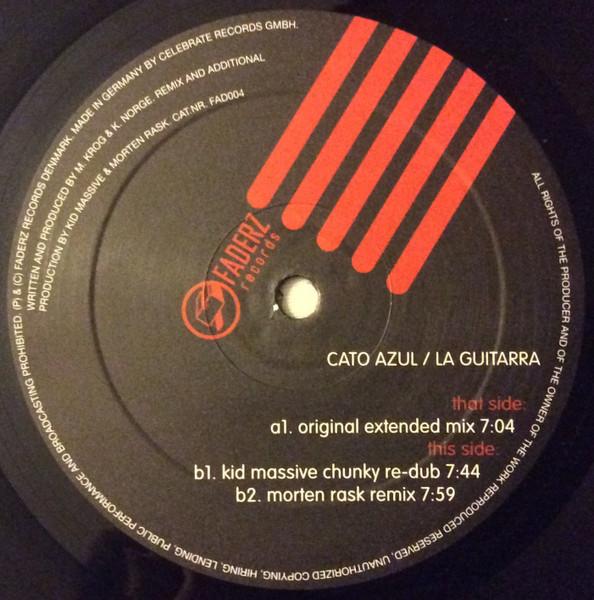 ALL RIGHTS OF THE PRODUCER AND OF THE OWNER OF THE WORK REPRODUCED RESERVED. UNAUTHORIZED COPYING, HIRING, LENDING, PUBLIC PERFORMANCE AND BROADCASTING PROHIBITED. (P) & (C) FADERZ RECORDS DENMARK. MADE IN GERMANY BY CELEBRATE RECORDS GMBH.
WRITTEN AND PRODUCED BY M. KROG & K. NORGE. REMIX AND ADDITIONAL
PRODUCTION BY KID MASSIVE & MORTEN RASK. CAT.NR. FAD004
FADERZ
records
CATO AZUL / LA GUITARRA
that side:
a1. original extended mix 7:04
this side:
b1. kid massive chunky re-dub 7:44
b2. morten rask remix 7:59